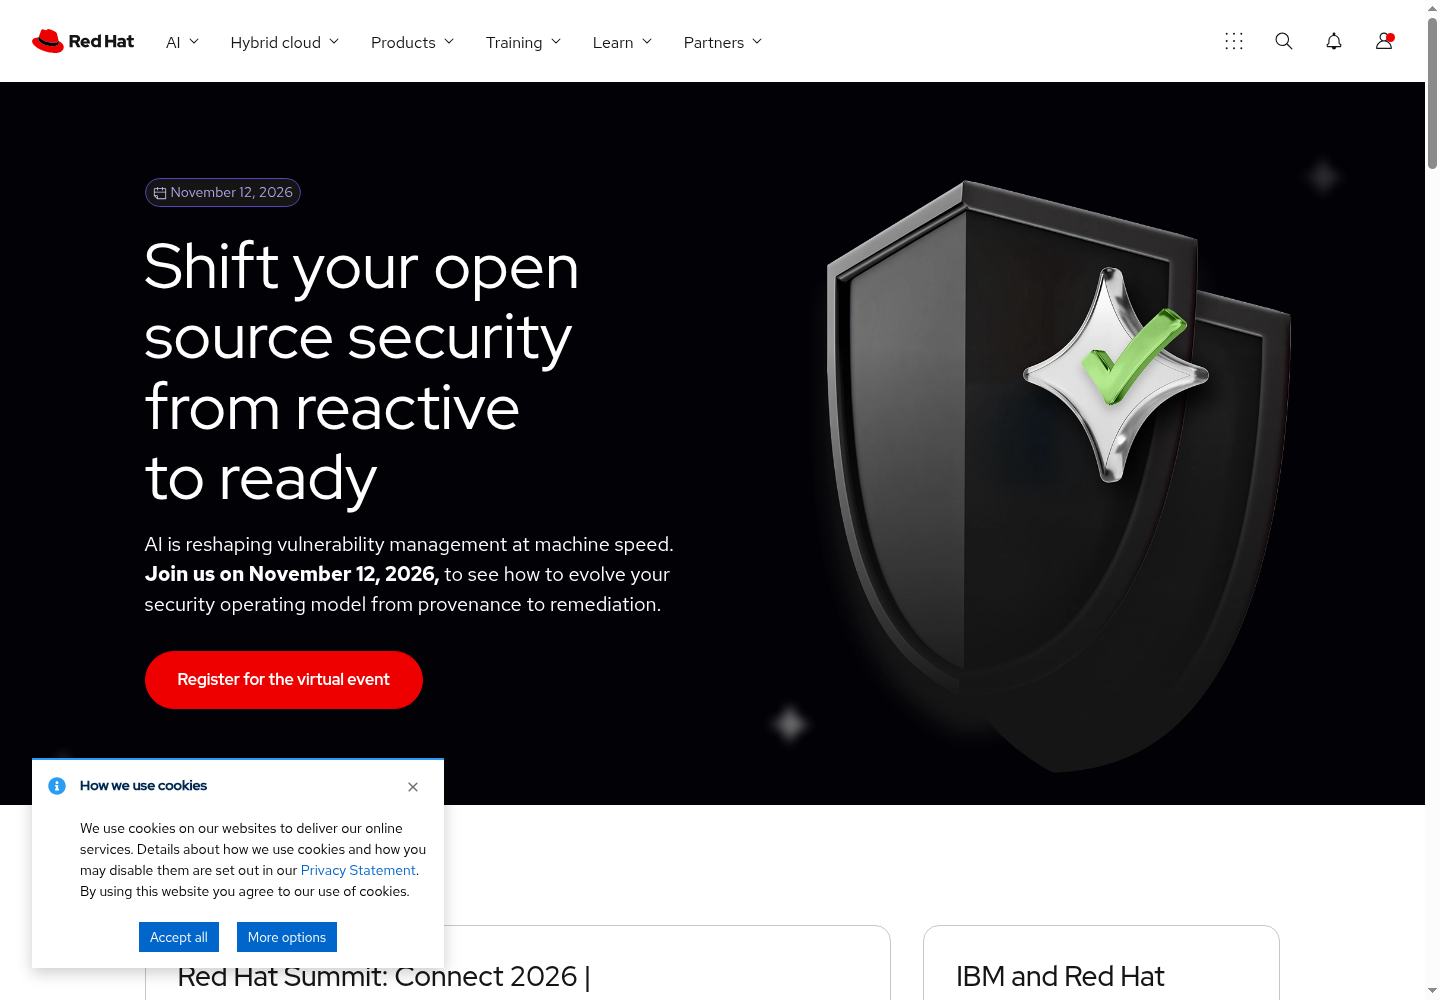 Red Hat
AI
Hybrid cloud
Products
Training
Learn
Partners
November 12, 2026
Shift your open
source security
from reactive
to ready
AI is reshaping vulnerability management at machine speed.
Join us on November 12, 2026, to see how to evolve your
security operating model from provenance to remediation.
Register for the virtual event
How we use cookies
We use cookies on our websites to deliver our online
services. Details about how we use cookies and how you
may disable them are set out in our Privacy Statement.
By using this website you agree to our use of cookies.
Accept all
More options
Red Hat Summit: Connect 2026 |
IBM and Red Hat